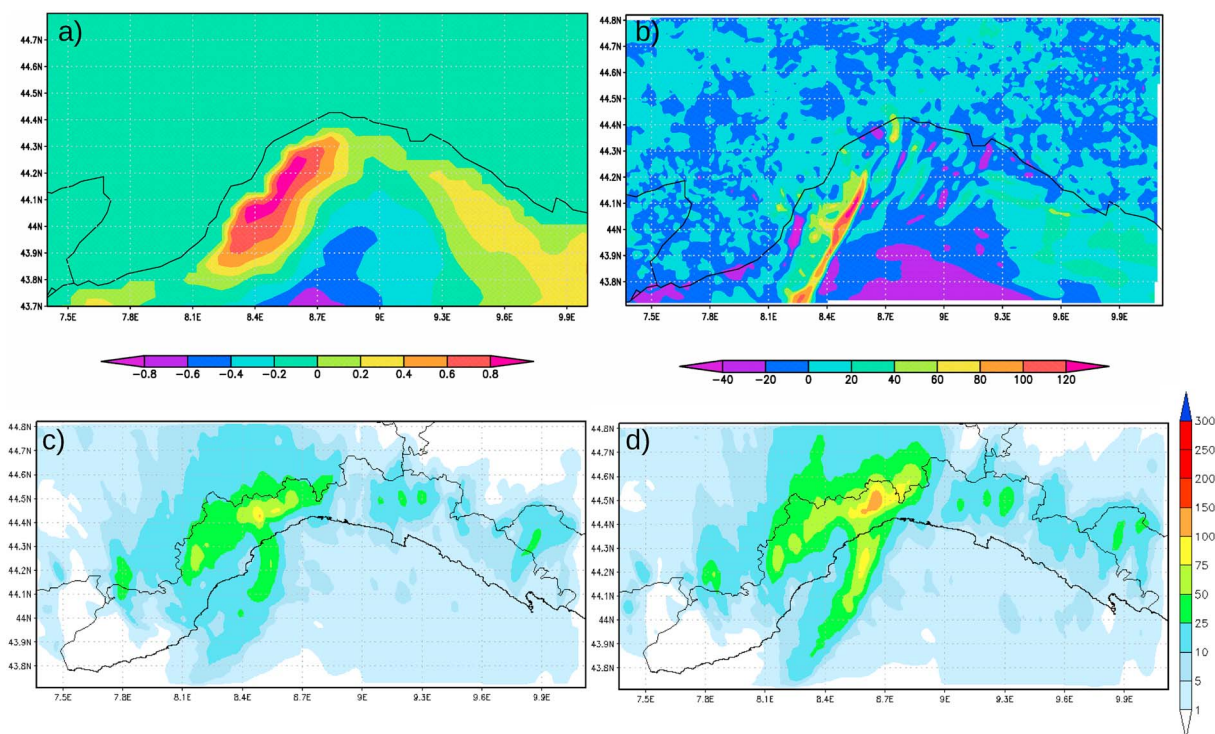 a)
44.7N
44.6N
44.5N
44.4N
44.3N
44.2N
44.1N
44N
43.9N
43.8N
43.7N
7.5E 7.8E 8.1E 8.4E 8.7E 9E 9.3E 9.6E 9.9E
-0.8 -0.6 -0.4 -0.2 0 0.2 0.4 0.6 0.8
b)
44.8N
44.7N
44.6N
44.5N
44.4N
44.3N
44.2N
44.1N
44N
43.9N
43.8N
7.5E 7.8E 8.1E 8.4E 8.7E 9E 9.3E 9.6E 9.9E
-40 -20 0 20 40 60 80 100 120
c)
44.8N
44.7N
44.6N
44.5N
44.4N
44.3N
44.2N
44.1N
44N
43.9N
43.8N
7.5E 7.8E 8.1E 8.4E 8.7E 9E 9.3E 9.6E 9.9E
d)
44.8N
44.7N
44.6N
44.5N
44.4N
44.3N
44.2N
44.1N
44N
43.9N
43.8N
7.5E 7.8E 8.1E 8.4E 8.7E 9E 9.3E 9.6E 9.9E
300
250
200
150
100
75
50
25
10
5
1